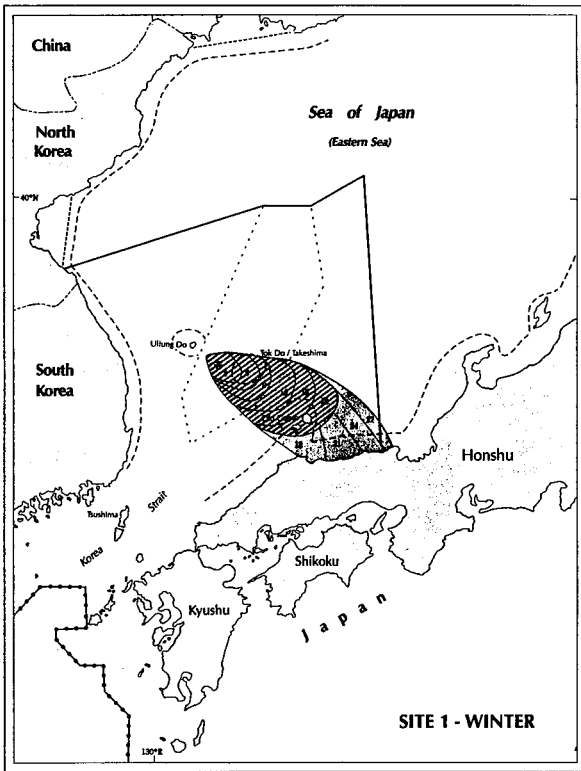 China
Sea of Japan
(Eastern Sea)
North
Korea
40°N
Ullung Do
Tok Do / Takeshima
South
Korea
Honshu
Tsushima
Strait
Korea
Shikoku
Kyushu
Japan
SITE 1 - WINTER
130°E